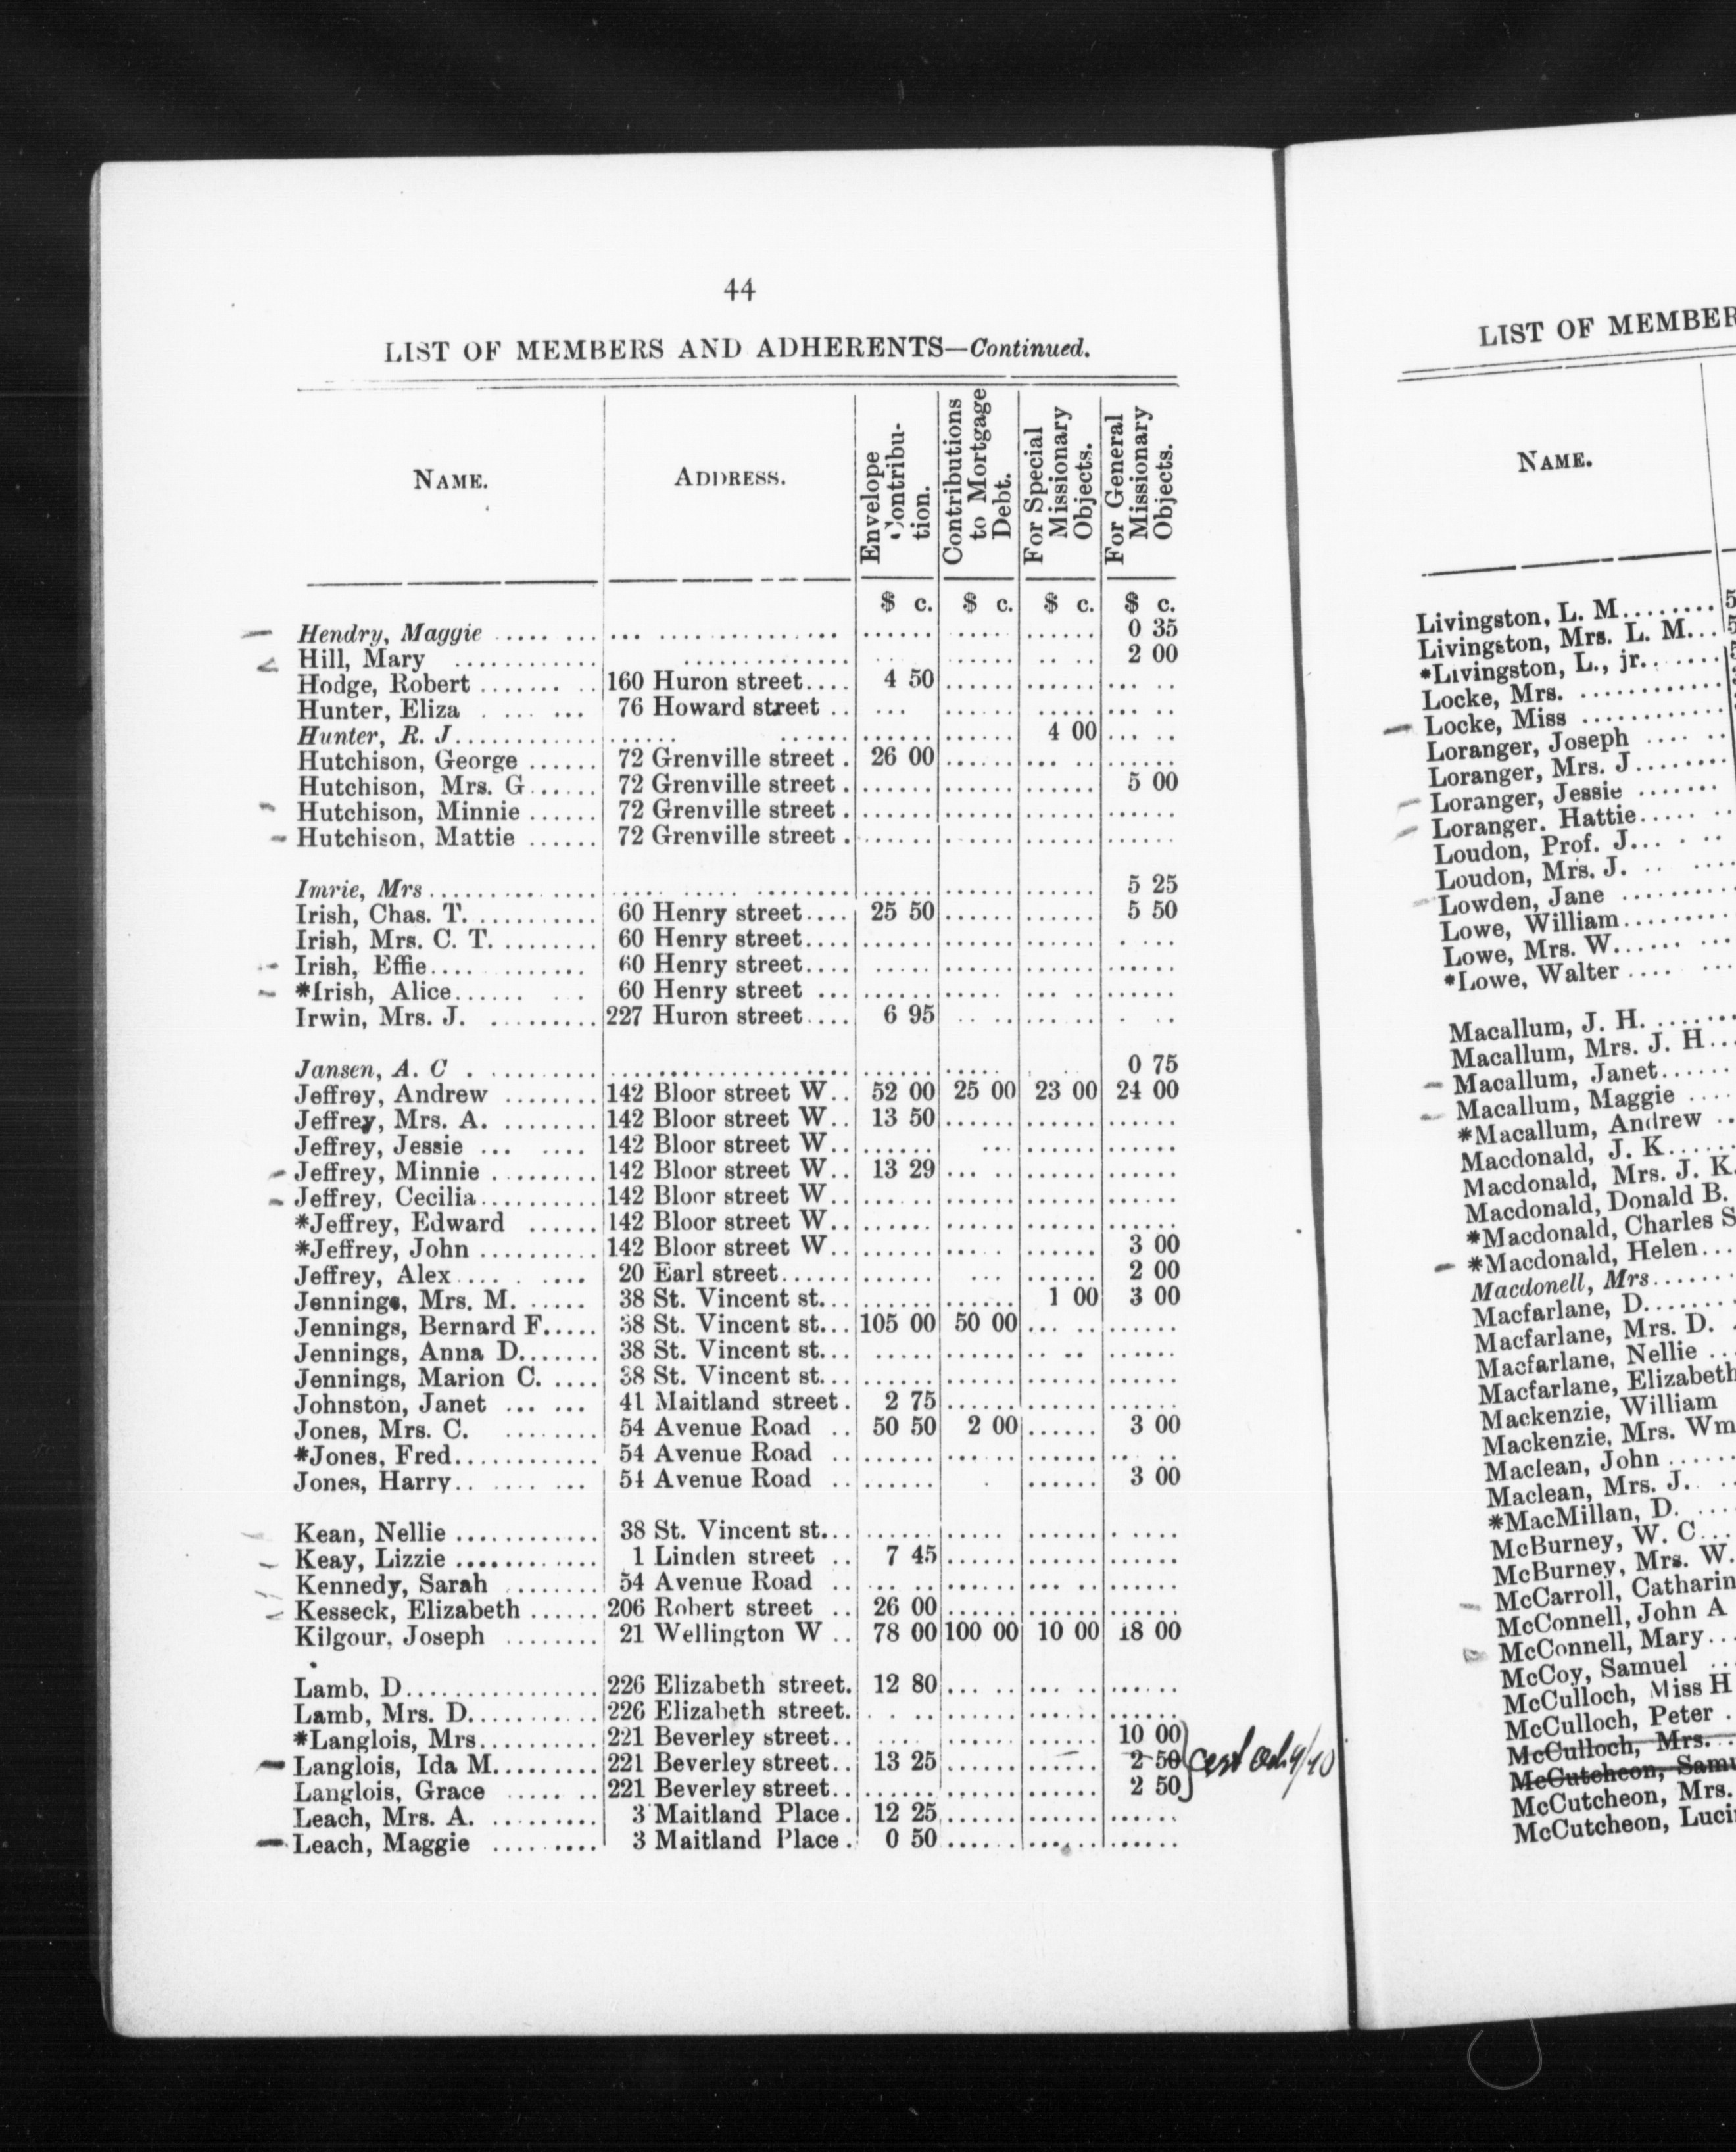 44
LIST OF MEMBERS AND ADHERENTS—Continued.
NAME. ADDRESS. Envelope Contribution. Contributions to Mortgage Debt. For Special Missionary Objects. For General Missionary Objects.
$ c. $ c. $ c. $ c.
Hendry, Maggie 0 35
Hill, Mary 2 00
Hodge, Robert 160 Huron street 4 50
Hunter, Eliza 76 Howard street
Hunter, R. J. 4 00
Hutchison, George 72 Grenville street 26 00
Hutchison, Mrs. G 72 Grenville street 5 00
Hutchison, Minnie 72 Grenville street
Hutchison, Mattie 72 Grenville street
Imrie, Mrs 5 25
Irish, Chas. T. 60 Henry street 25 50 5 50
Irish, Mrs. C. T. 60 Henry street
Irish, Effie 60 Henry street
*Irish, Alice 60 Henry street
Irwin, Mrs. J. 227 Huron street 6 95
Jansen, A. C 0 75
Jeffrey, Andrew 142 Bloor street W 52 00 25 00 23 00 24 00
Jeffrey, Mrs. A. 142 Bloor street W 13 50
Jeffrey, Jessie 142 Bloor street W
Jeffrey, Minnie 142 Bloor street W 13 29
Jeffrey, Cecilia 142 Bloor street W
*Jeffrey, Edward 142 Bloor street W
*Jeffrey, John 142 Bloor street W 3 00
Jeffrey, Alex 20 Earl street 2 00
Jennings, Mrs. M. 38 St. Vincent st. 1 00 3 00
Jennings, Bernard F. 38 St. Vincent st. 105 00 50 00
Jennings, Anna D. 38 St. Vincent st.
Jennings, Marion C. 38 St. Vincent st.
Johnston, Janet 41 Maitland street 2 75
Jones, Mrs. C. 54 Avenue Road 50 50 2 00 3 00
*Jones, Fred 54 Avenue Road
Jones, Harry 54 Avenue Road 3 00
Kean, Nellie 38 St. Vincent st.
Keay, Lizzie 1 Linden street 7 45
Kennedy, Sarah 54 Avenue Road
Kesseck, Elizabeth 206 Robert street 26 00
Kilgour, Joseph 21 Wellington W 78 00 100 00 10 00 18 00
Lamb, D 226 Elizabeth street. 12 80
Lamb, Mrs. D 226 Elizabeth street.
*Langlois, Mrs 221 Beverley street 10 00
Langlois, Ida M. 221 Beverley street 13 25 2 50
Langlois, Grace 221 Beverley street 2 50
Leach, Mrs. A. 3 Maitland Place 12 25
Leach, Maggie 3 Maitland Place 0 50
LIST OF MEMBER
NAME.
Livingston, L. M
Livingston, Mrs. L. M.
*Livingston, L., jr.
Locke, Mrs.
Locke, Miss
Loranger, Joseph
Loranger, Mrs. J
Loranger, Jessie
Loranger. Hattie
Loudon, Prof. J.
Loudon, Mrs. J.
Lowden, Jane
Lowe, William
Lowe, Mrs. W.
*Lowe, Walter
Macallum, J. H.
Macallum, Mrs. J. H
Macallum, Janet
Macallum, Maggie
*Macallum, Andrew
Macdonald, J. K
Macdonald, Mrs. J. K.
Macdonald, Donald B.
*Macdonald, Charles S
*Macdonald, Helen
Macdonell, Mrs
Macfarlane, D.
Macfarlane, Mrs. D.
Macfarlane, Nellie
Macfarlane, Elizabeth
Mackenzie, William
Mackenzie, Mrs. Wm
Maclean, John
Maclean, Mrs. J.
*MacMillan, D.
McBurney, W. C
McBurney, Mrs. W.
McCarroll, Catharin
McConnell, John A
McConnell, Mary
McCoy, Samuel
McCulloch, Miss H
McCulloch, Peter
McCulloch, Mrs.
McCutcheon, Samu
McCutcheon, Mrs.
McCutcheon, Luci